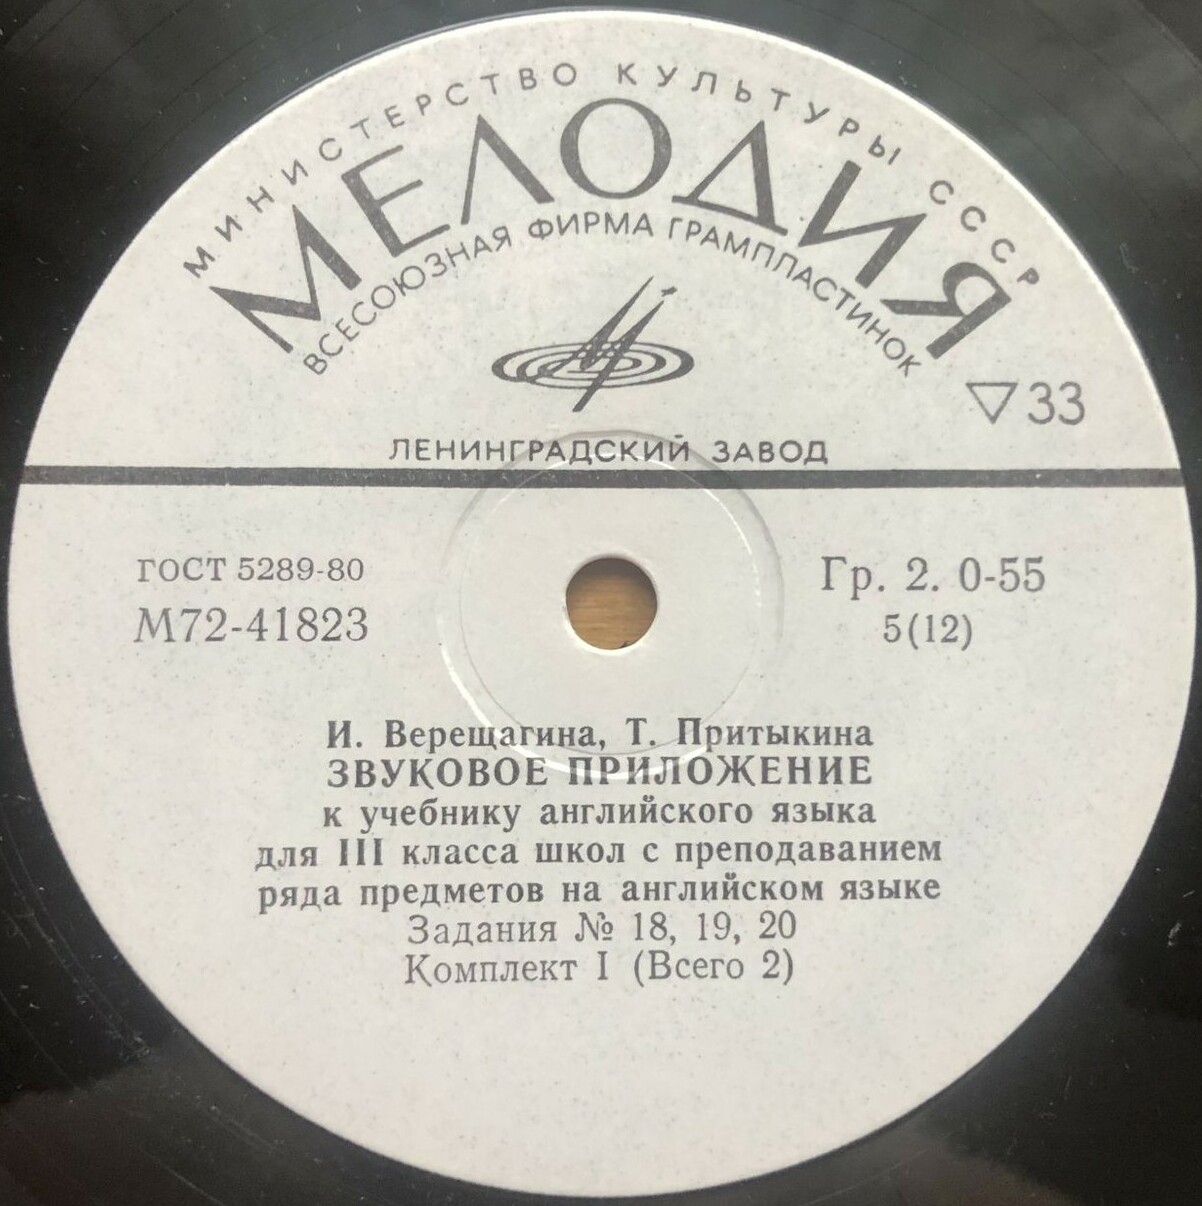 МИНИСТЕРСТВО КУЛЬТУРЫ СССР
МЕЛОДИЯ
ВСЕСОЮЗНАЯ ФИРМА ГРАМПЛАСТИНОК
▽33
ЛЕНИНГРАДСКИЙ ЗАВОД
ГОСТ 5289-80
М72-41823
Гр. 2. 0-55
5(12)
И. Верещагина, Т. Притыкина
ЗВУКОВОЕ ПРИЛОЖЕНИЕ
к учебнику английского языка
для III класса школ с преподаванием
ряда предметов на английском языке
Задания № 18, 19, 20
Комплект I (Всего 2)